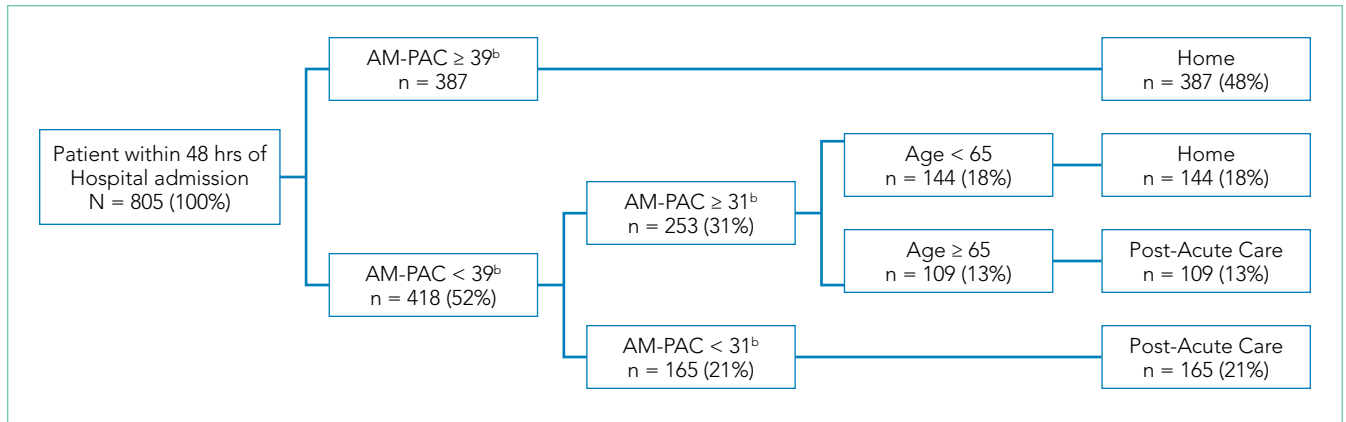 AM-PAC ≥ 39ᵇ
n = 387
Home
n = 387 (48%)
Patient within 48 hrs of
Hospital admission
N = 805 (100%)
Age < 65
n = 144 (18%)
Home
n = 144 (18%)
AM-PAC ≥ 31ᵇ
n = 253 (31%)
Age ≥ 65
n = 109 (13%)
Post-Acute Care
n = 109 (13%)
AM-PAC < 39ᵇ
n = 418 (52%)
AM-PAC < 31ᵇ
n = 165 (21%)
Post-Acute Care
n = 165 (21%)